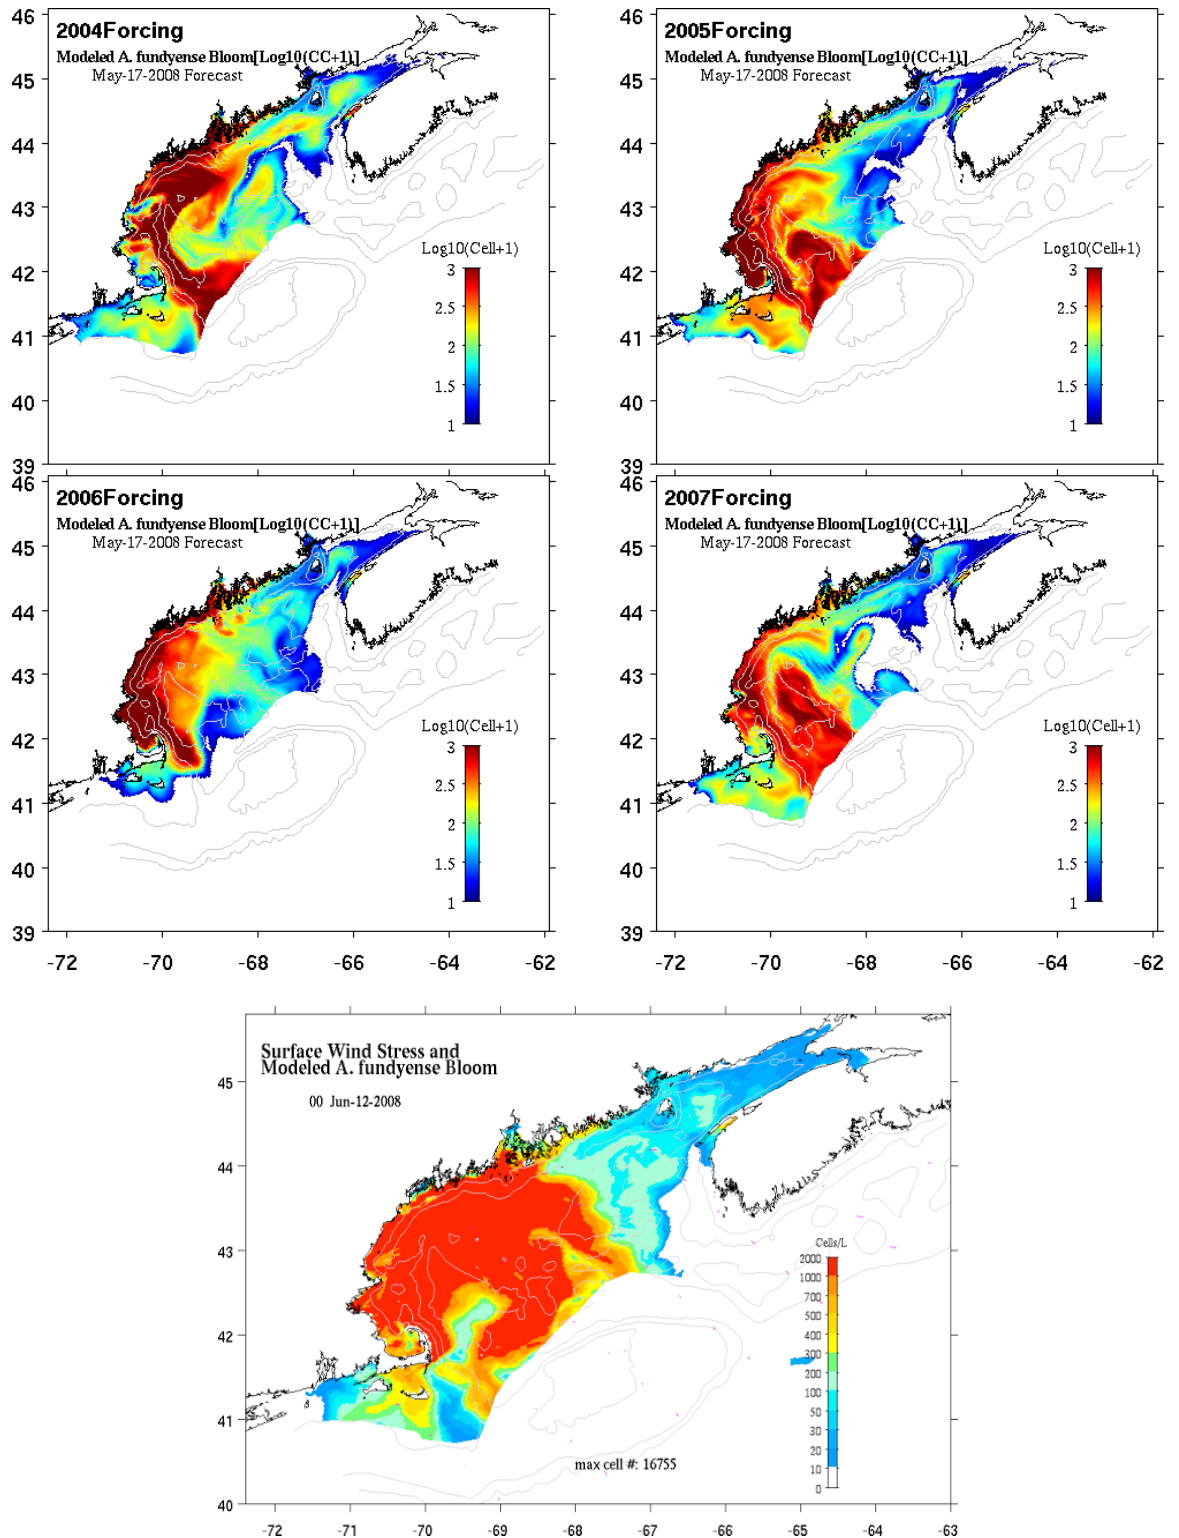 2004Forcing
Modeled A. fundyense Bloom[Log10(CC+1)]
May-17-2008 Forecast
Log10(Cell+1)
3
2.5
2
1.5
1
46
45
44
43
42
41
40
39
2005Forcing
Modeled A. fundyense Bloom[Log10(CC+1)]
May-17-2008 Forecast
Log10(Cell+1)
3
2.5
2
1.5
1
46
45
44
43
42
41
40
39
2006Forcing
Modeled A. fundyense Bloom[Log10(CC+1)]
May-17-2008 Forecast
Log10(Cell+1)
3
2.5
2
1.5
1
46
45
44
43
42
41
40
39
-72 -70 -68 -66 -64 -62
2007Forcing
Modeled A. fundyense Bloom[Log10(CC+1)]
May-17-2008 Forecast
Log10(Cell+1)
3
2.5
2
1.5
1
46
45
44
43
42
41
40
39
-72 -70 -68 -66 -64 -62
Surface Wind Stress and
Modeled A. fundyense Bloom
00 Jun-12-2008
45
44
43
42
41
40
Cells/L
2000
1000
700
600
400
300
200
100
50
30
20
10
0
max cell #: 16755
-72 -71 -70 -69 -68 -67 -66 -65 -64 -63